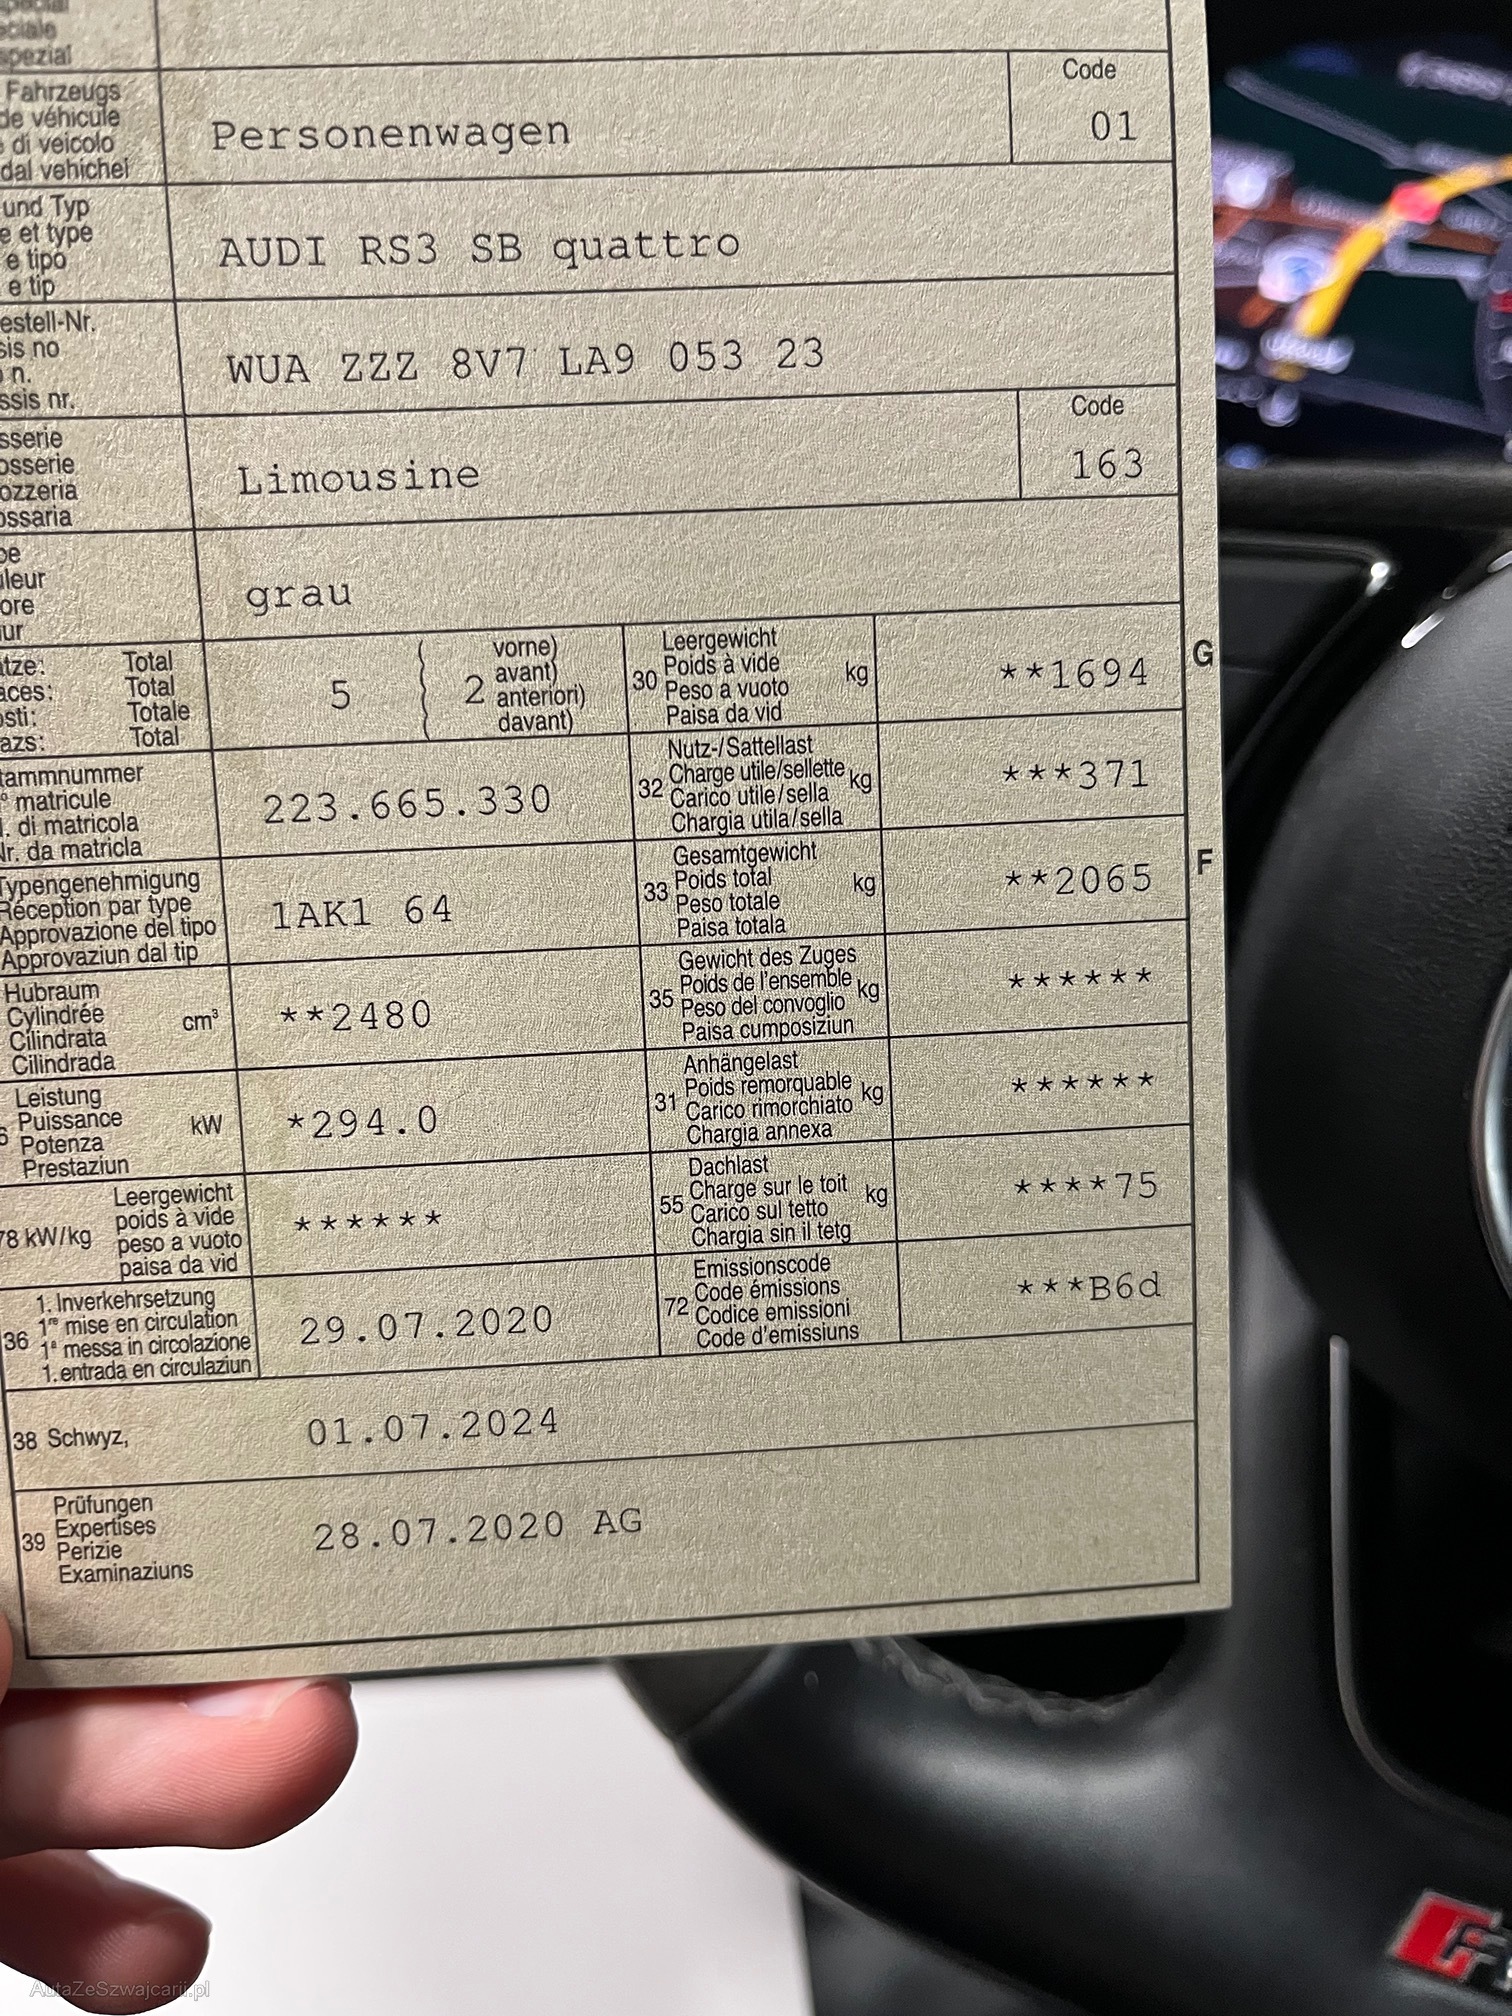 spezial
Fahrzeugs
de véhicule
di veicolo
dal vehichel
Personenwagen
Code
01
und Typ
e et type
e tipo
e tip
AUDI RS3 SB quattro
estell-Nr.
sis no
n.
ssis nr.
WUA ZZZ 8V7 LA9 053 23
sserie
osserie
ozzeria
ossaria
Limousine
Code
163
be
uleur
ore
ur
grau
itze: Total
aces: Total
osti: Totale
azs: Total
5
2
vorne)
avant)
anteriori)
davant)
30
Leergewicht
Poids à vide
Peso a vuoto
Paisa da vid
kg
**1694
G
tammnummer
° matricule
. di matricola
Nr. da matricla
223.665.330
32
Nutz-/Sattellast
Charge utile/sellette
Carico utile/sella
Chargia utila/sella
kg
***371
Typengenehmigung
Réception par type
Approvazione del tipo
Approvaziun dal tip
1AK1 64
33
Gesamtgewicht
Poids total
Peso totale
Paisa totala
kg
**2065
F
Hubraum
Cylindrée
Cilindrata
Cilindrada
cm³
**2480
35
Gewicht des Zuges
Poids de l'ensemble
Peso del convoglio
Paisa cumposiziun
kg
******
Leistung
Puissance
Potenza
Prestaziun
kW
*294.0
31
Anhängelast
Poids remorquable
Carico rimorchiato
Chargia annexa
kg
******
78 kW/kg
Leergewicht
poids à vide
peso a vuoto
paisa da vid
******
55
Dachlast
Charge sur le toit
Carico sul tetto
Chargia sin il tetg
kg
****75
36
1. Inverkehrsetzung
1re mise en circulation
1a messa in circolazione
1. entrada en circulaziun
29.07.2020
72
Emissionscode
Code émissions
Codice emissioni
Code d'emissiuns
***B6d
38 Schwyz,
01.07.2024
39
Prüfungen
Expertises
Perizie
Examinaziuns
28.07.2020 AG
AutaZeSzwajcarii.pl